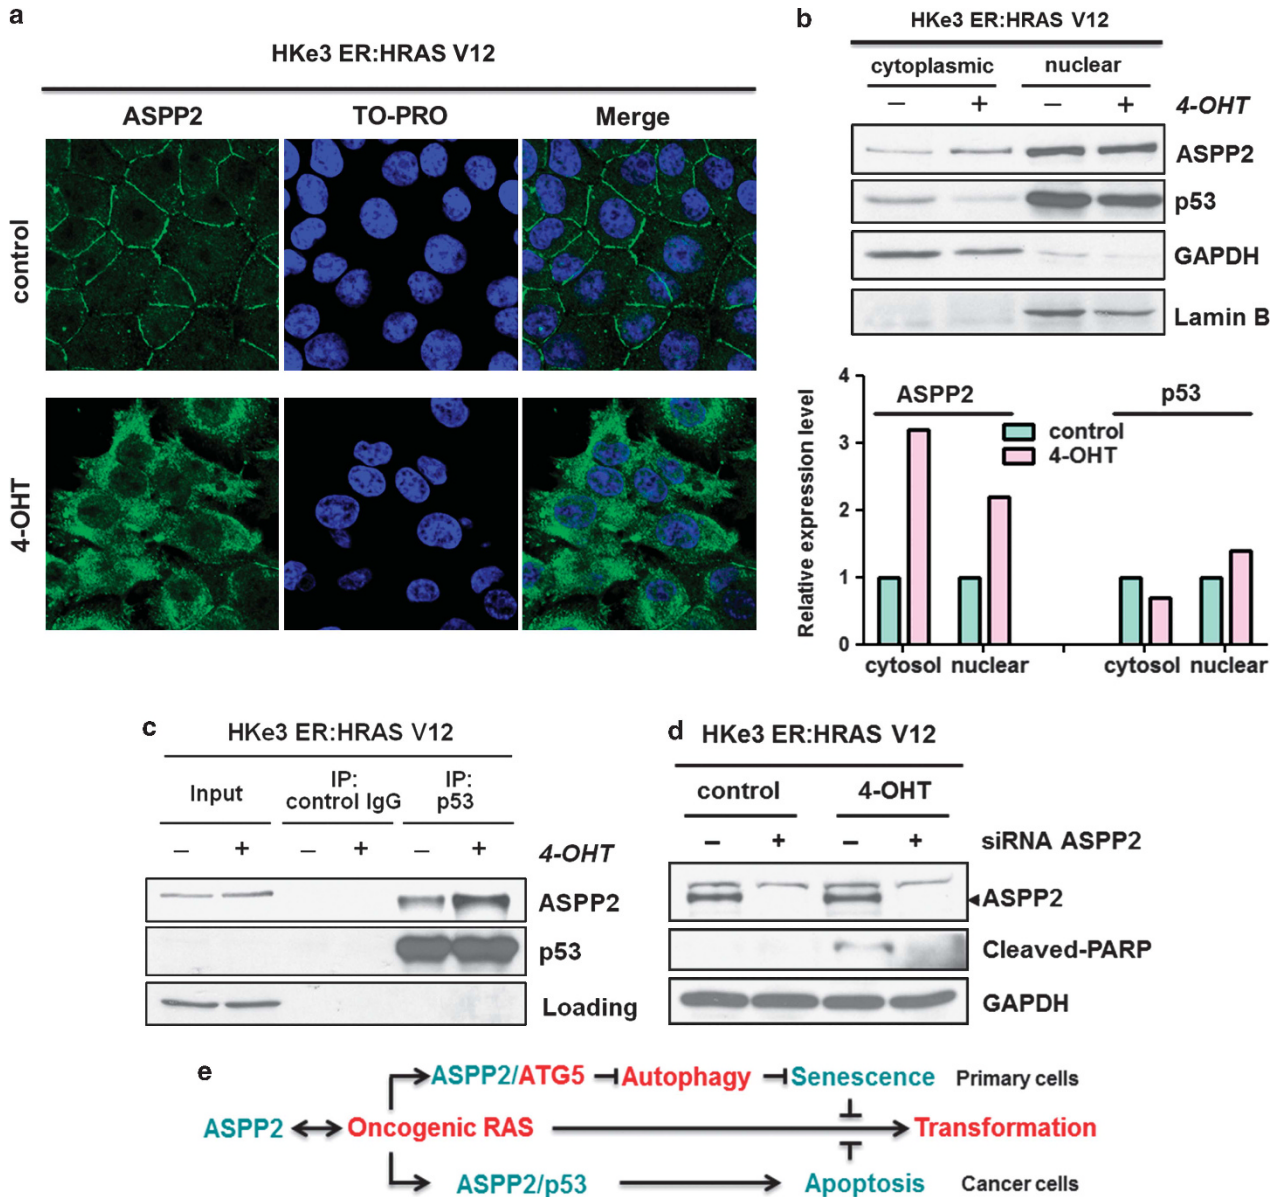 a
HKe3 ER:HRAS V12
ASPP2 TO-PRO Merge
control
4-OHT
b
HKe3 ER:HRAS V12
cytoplasmic nuclear
– + – + 4-OHT
ASPP2
p53
GAPDH
Lamin B
Relative expression level
4
3
2
1
0
ASPP2 p53
control
4-OHT
cytosol nuclear cytosol nuclear
c
HKe3 ER:HRAS V12
Input IP: control IgG IP: p53
– + – + – + 4-OHT
ASPP2
p53
Loading
d
HKe3 ER:HRAS V12
control 4-OHT
– + – + siRNA ASPP2
ASPP2
Cleaved-PARP
GAPDH
e
ASPP2/ATG5 Autophagy Senescence Primary cells
ASPP2 Oncogenic RAS Transformation
ASPP2/p53 Apoptosis Cancer cells